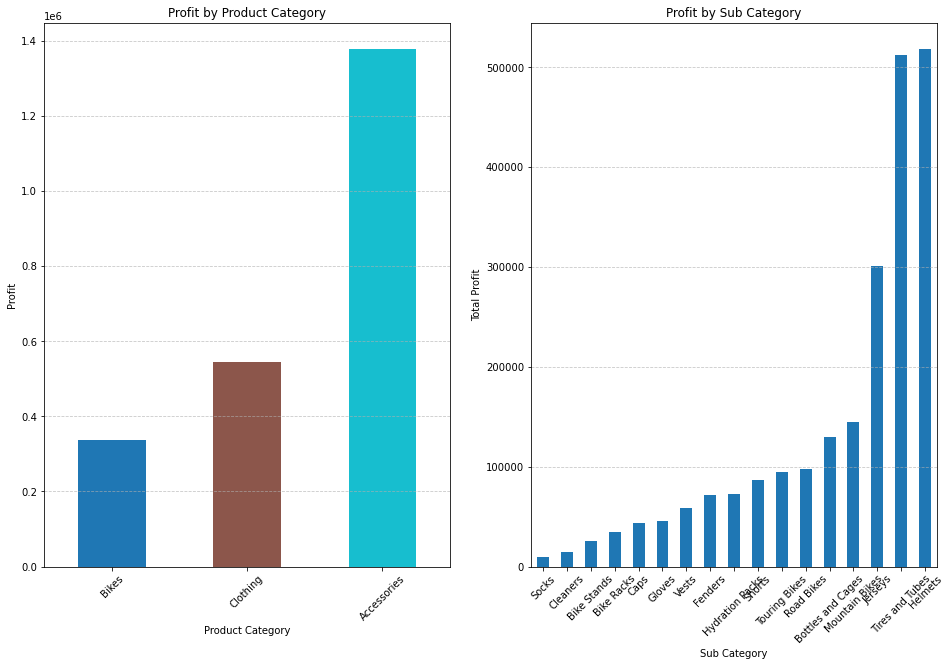 Profit by Product Category
1e6
1.4
1.2
1.0
0.8
0.6
0.4
0.2
0.0
Profit
Bikes
Clothing
Accessories
Product Category
Profit by Sub Category
500000
400000
300000
200000
100000
0
Total Profit
Socks
Cleaners
Bike Stands
Bike Racks
Caps
Gloves
Vests
Fenders
Hydration Racks
Shorts
Touring Bikes
Road Bikes
Bottles and Cages
Mountain Bikes
Jerseys
Tires and Tubes
Helmets
Sub Category